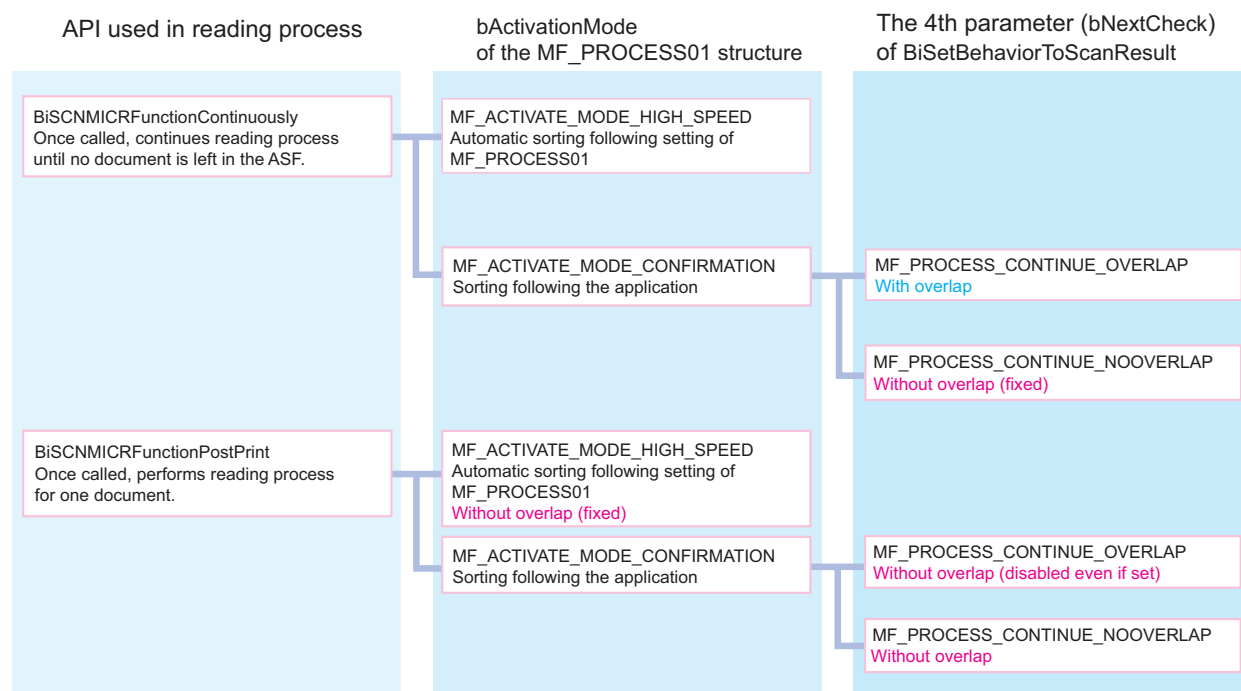 API used in reading process
bActivationMode
of the MF_PROCESS01 structure
The 4th parameter (bNextCheck)
of BiSetBehaviorToScanResult
BiSCNMICRFunctionContinuously
Once called, continues reading process
until no document is left in the ASF.
MF_ACTIVATE_MODE_HIGH_SPEED
Automatic sorting following setting of
MF_PROCESS01
MF_ACTIVATE_MODE_CONFIRMATION
Sorting following the application
MF_PROCESS_CONTINUE_OVERLAP
With overlap
MF_PROCESS_CONTINUE_NOOVERLAP
Without overlap (fixed)
BiSCNMICRFunctionPostPrint
Once called, performs reading process
for one document.
MF_ACTIVATE_MODE_HIGH_SPEED
Automatic sorting following setting of
MF_PROCESS01
Without overlap (fixed)
MF_ACTIVATE_MODE_CONFIRMATION
Sorting following the application
MF_PROCESS_CONTINUE_OVERLAP
Without overlap (disabled even if set)
MF_PROCESS_CONTINUE_NOOVERLAP
Without overlap